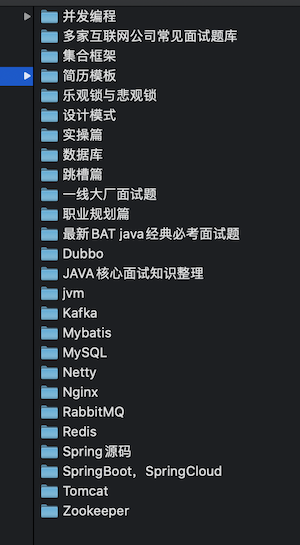 并发编程
多家互联网公司常见面试题库
集合框架
简历模板
乐观锁与悲观锁
设计模式
实操篇
数据库
跳槽篇
一线大厂面试题
职业规划篇
最新BAT java经典必考面试题
Dubbo
JAVA核心面试知识整理
jvm
Kafka
Mybatis
MySQL
Netty
Nginx
RabbitMQ
Redis
Spring源码
SpringBoot，SpringCloud
Tomcat
Zookeeper